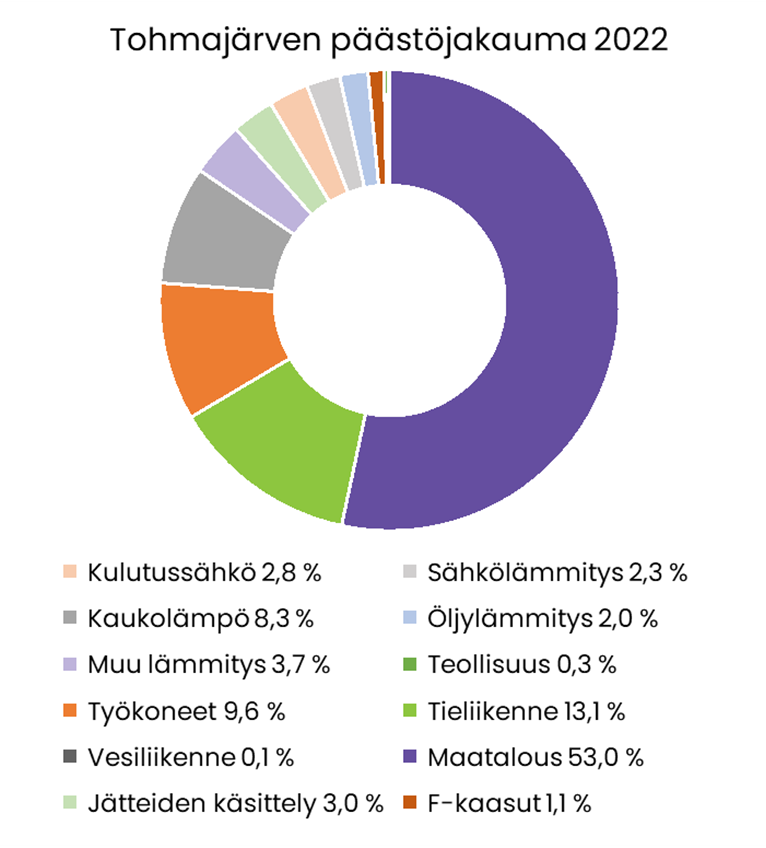 Tohmajärven päästöjakauma 2022
Kulutussähkö 2,8 % Sähkölämmitys 2,3 %
Kaukolämpö 8,3 % Öljylämmitys 2,0 %
Muu lämmitys 3,7 % Teollisuus 0,3 %
Työkoneet 9,6 % Tieliikenne 13,1 %
Vesiliikenne 0,1 % Maatalous 53,0 %
Jätteiden käsittely 3,0 % F-kaasut 1,1 %